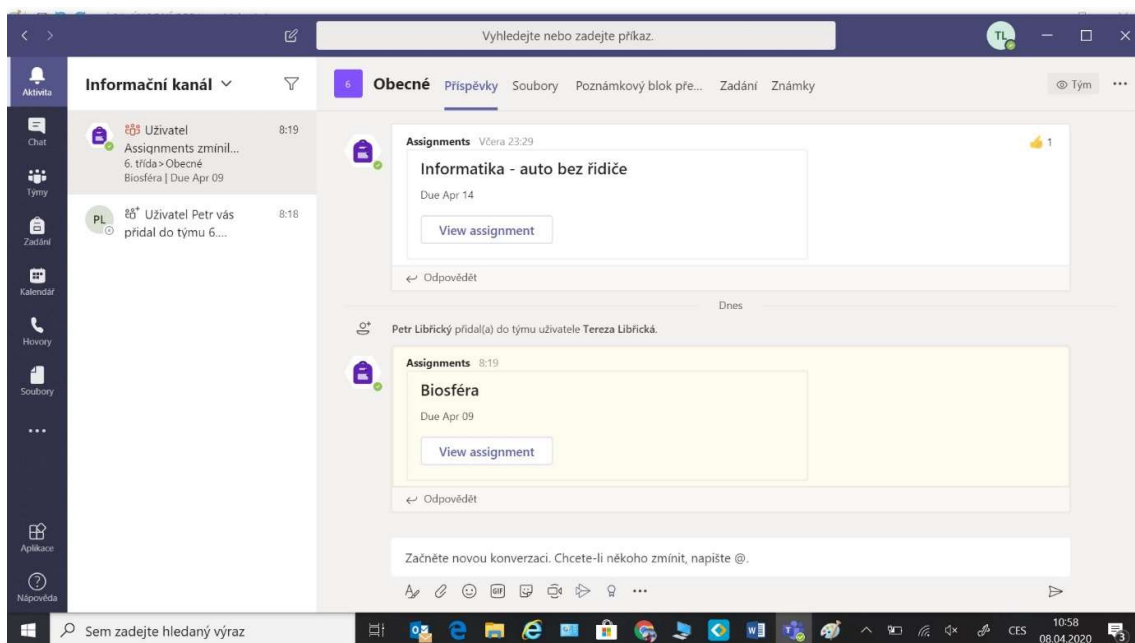 Vyhledejte nebo zadejte příkaz.
TL
Aktivita
Chat
Týmy
Zadání
Kalendář
Hovory
Soubory
Aplikace
Nápověda
Informační kanál
Uživatel
Assignments zmínil...
6. třída > Obecné
Biosféra | Due Apr 09
8:19
PL
Uživatel Petr vás
přidal do týmu 6....
8:18
6
Obecné
Příspěvky
Soubory
Poznámkový blok pře...
Zadání
Známky
Tým
Assignments Včera 23:29
1
Informatika - auto bez řidiče
Due Apr 14
View assignment
Odpovědět
Dnes
Petr Libřický přidal(a) do týmu uživatele Tereza Libřická.
Assignments 8:19
Biosféra
Due Apr 09
View assignment
Odpovědět
Začněte novou konverzaci. Chcete-li někoho zmínit, napište @.
GIF
Sem zadejte hledaný výraz
CES
10:58
08.04.2020